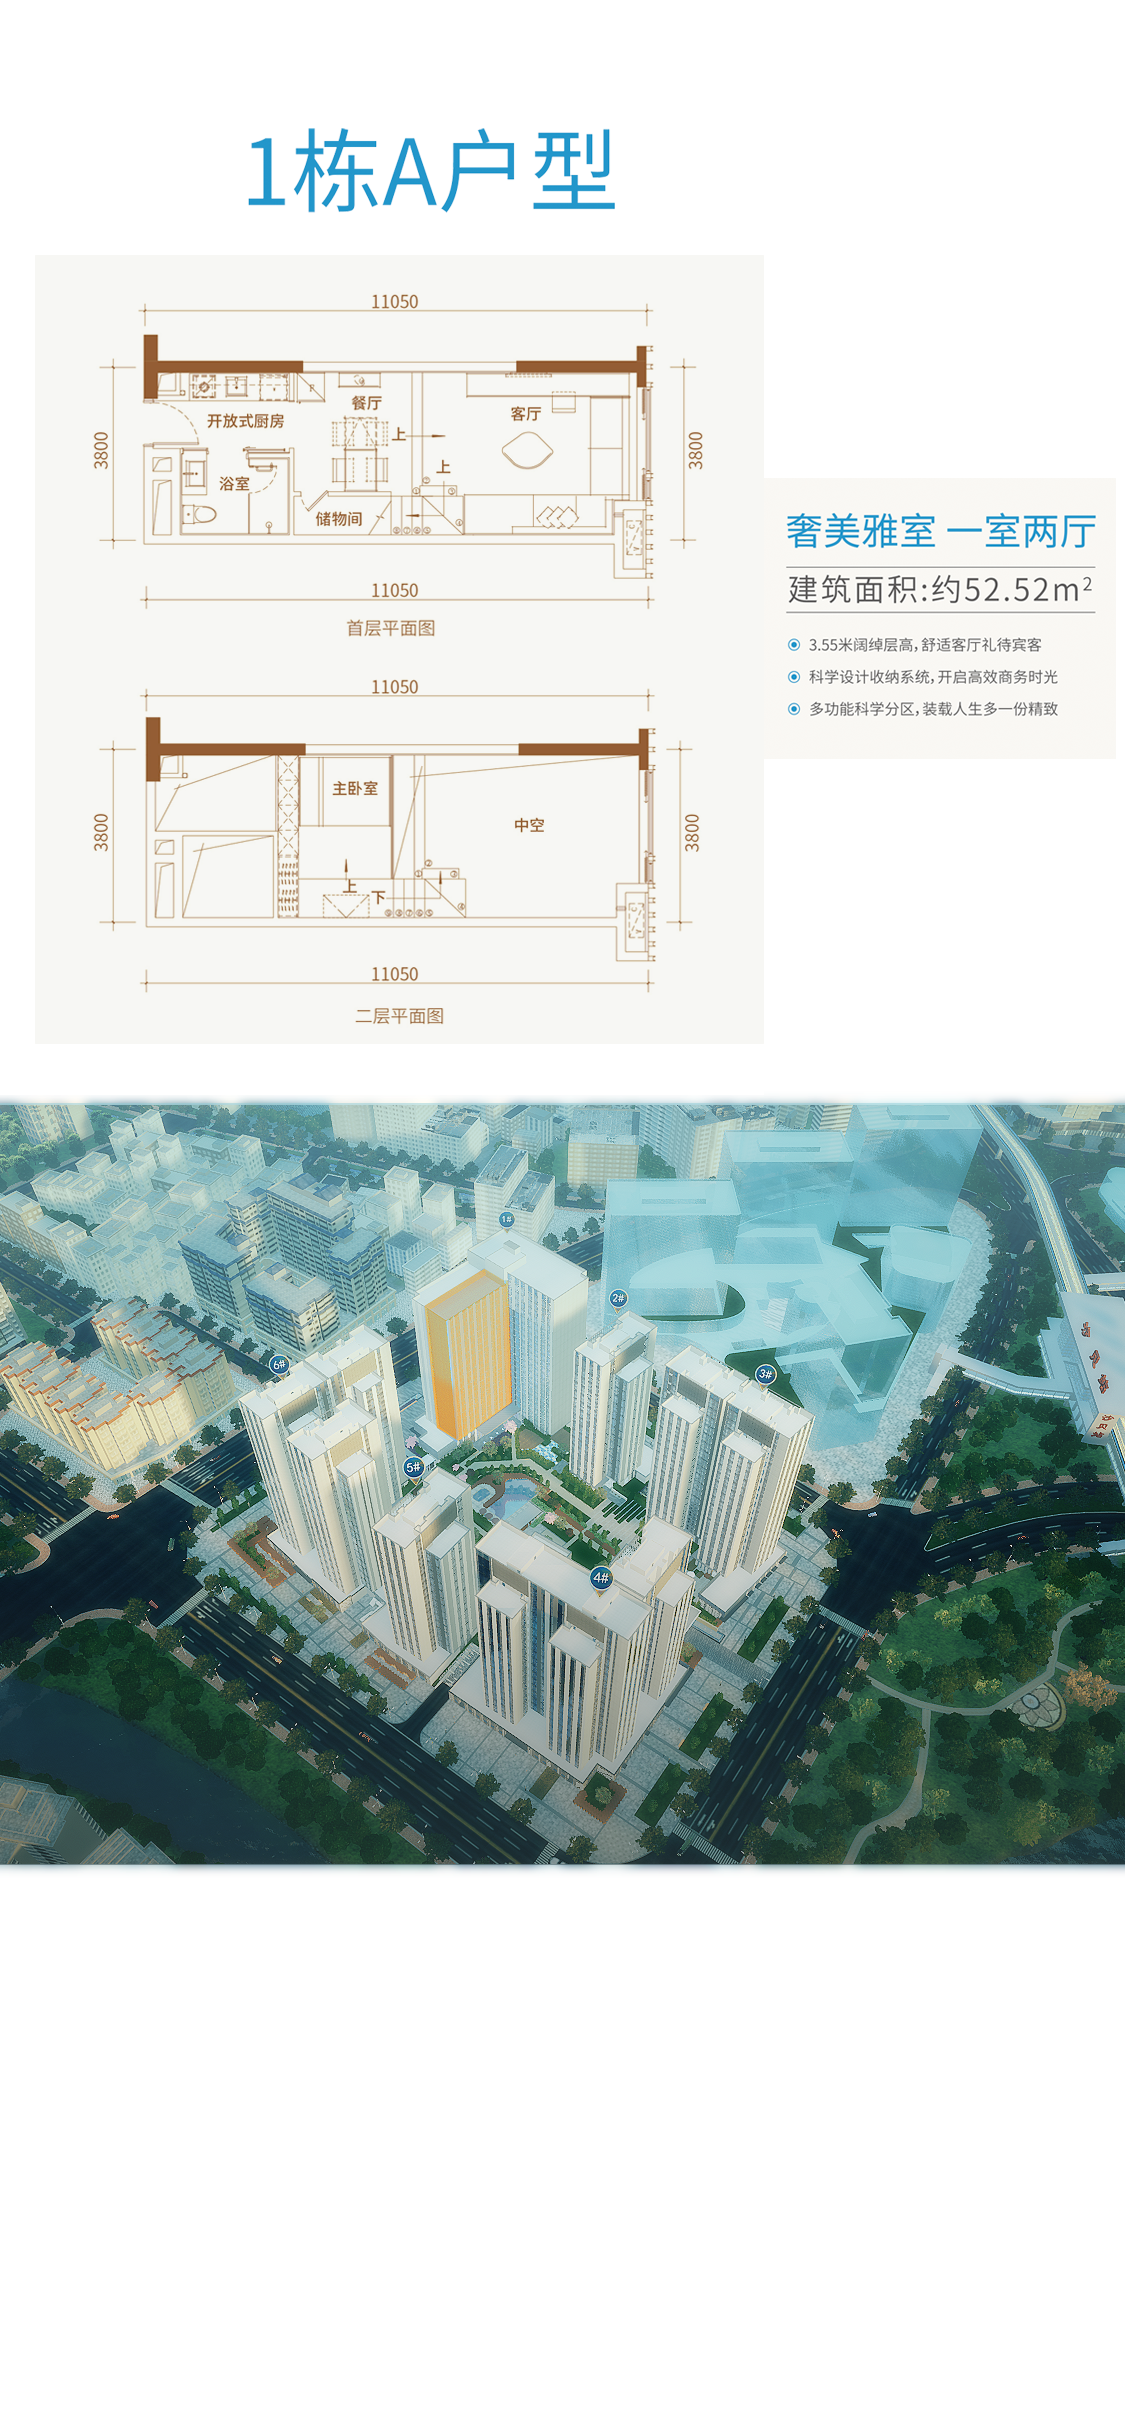 1栋A户型
11050
3800
3800
开放式厨房
餐厅
上
客厅
上
浴室
储物间
11050
首层平面图
奢美雅室 一室两厅
建筑面积:约52.52m²
3.55米阔绰层高,舒适客厅礼待宾客
科学设计收纳系统,开启高效商务时光
多功能科学分区,装载人生多一份精致
11050
3800
3800
主卧室
中空
上
下
11050
二层平面图
1#
2#
3#
6#
5#
4#